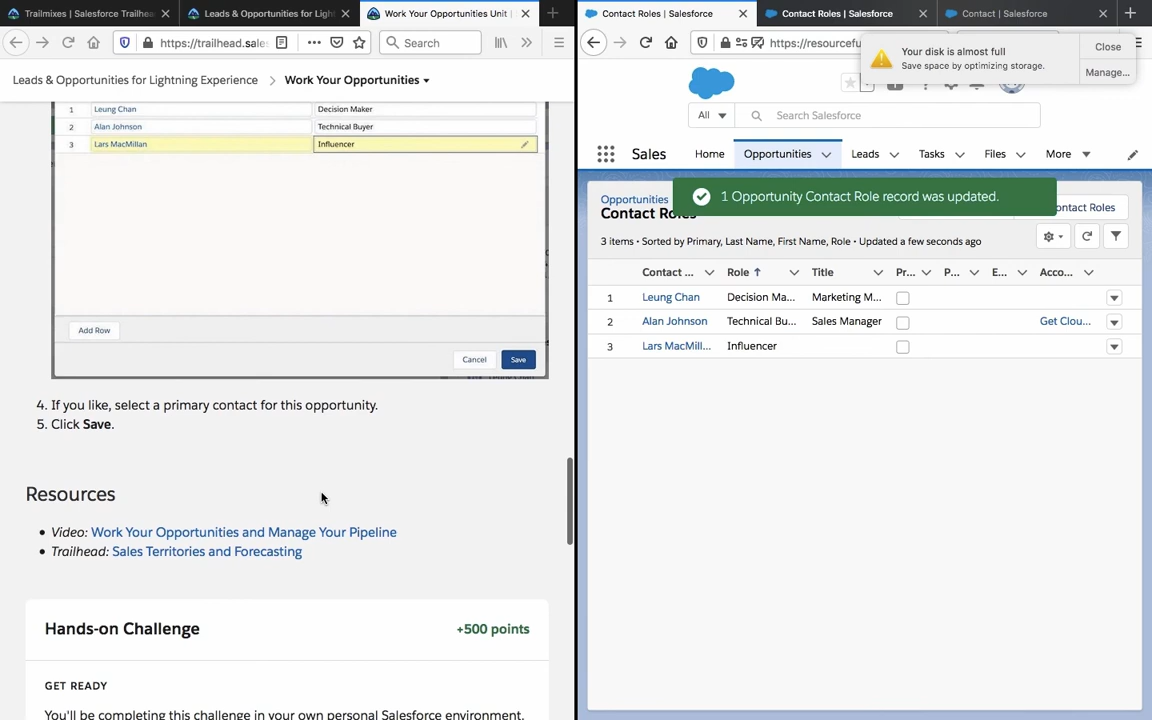 Trailmixes | Salesforce Trailhea
Leads & Opportunities for Light
Work Your Opportunities Unit
https://trailhead.sale
Search
Leads & Opportunities for Lightning Experience
Work Your Opportunities
1 Leung Chan Decision Maker
2 Alan Johnson Technical Buyer
3 Lars MacMillan Influencer
Add Row
Cancel Save
4. If you like, select a primary contact for this opportunity.
5. Click Save.
Resources
• Video: Work Your Opportunities and Manage Your Pipeline
• Trailhead: Sales Territories and Forecasting
Hands-on Challenge +500 points
GET READY
You'll be completing this challenge in your own personal Salesforce environment.
Contact Roles | Salesforce
Contact Roles | Salesforce
Contact | Salesforce
https://resourcefu
Your disk is almost full
Save space by optimizing storage.
Close
Manage...
All Search Salesforce
Sales Home Opportunities Leads Tasks Files More
1 Opportunity Contact Role record was updated.
Opportunities
Contact Roles
ontact Roles
3 items • Sorted by Primary, Last Name, First Name, Role • Updated a few seconds ago
Contact ... Role Title Pr... P... E... Acco...
1 Leung Chan Decision Ma... Marketing M...
2 Alan Johnson Technical Bu... Sales Manager Get Clou...
3 Lars MacMill... Influencer